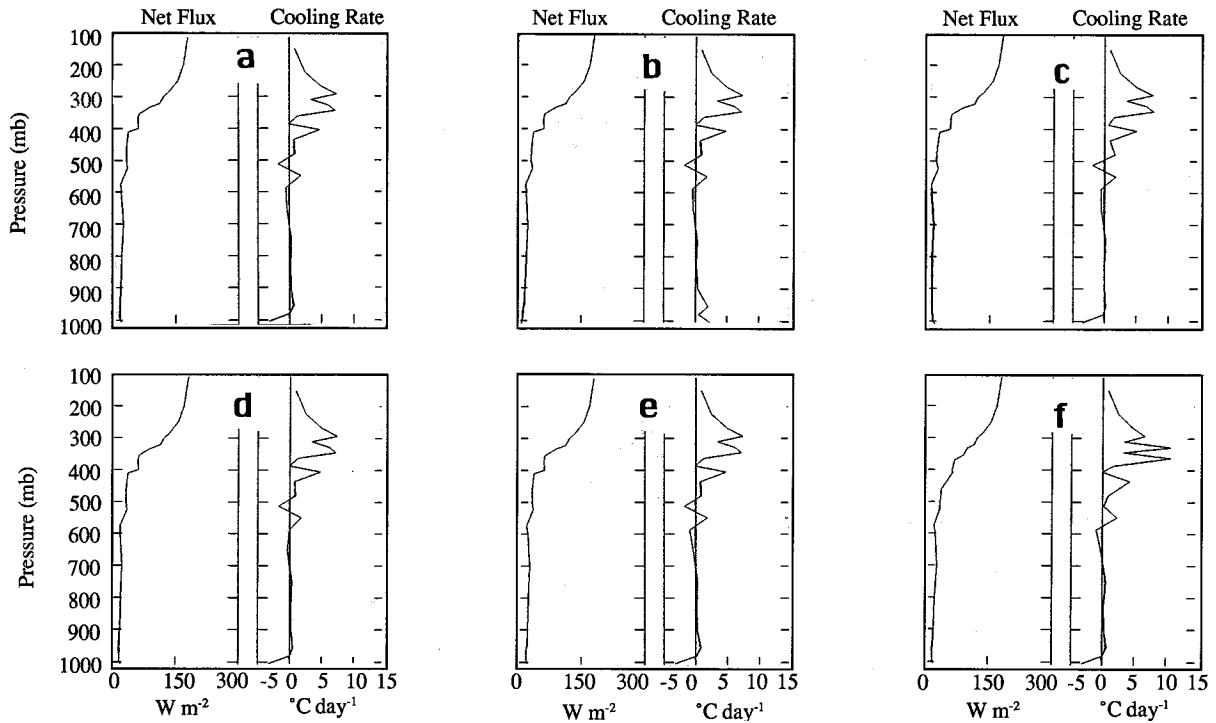 Net Flux Cooling Rate Net Flux Cooling Rate Net Flux Cooling Rate
100
200
300
400
500
600
700
800
900
1000
Pressure (mb)
a
b
c
100
200
300
400
500
600
700
800
900
1000
Pressure (mb)
d
e
f
0 150 300 -5 0 5 10 15 0 150 300 -5 0 5 10 15 0 150 300 -5 0 5 10 15
W m-2 °C day-1 W m-2 °C day-1 W m-2 °C day-1